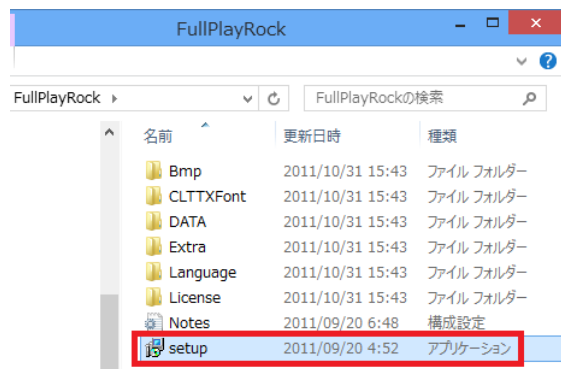 FullPlayRock
FullPlayRock
FullPlayRockの検索
名前 更新日時 種類
Bmp 2011/10/31 15:43 ファイル フォルダー
CLTTXFont 2011/10/31 15:43 ファイル フォルダー
DATA 2011/10/31 15:43 ファイル フォルダー
Extra 2011/10/31 15:43 ファイル フォルダー
Language 2011/10/31 15:43 ファイル フォルダー
License 2011/10/31 15:43 ファイル フォルダー
Notes 2011/09/20 6:48 構成設定
setup 2011/09/20 4:52 アプリケーション